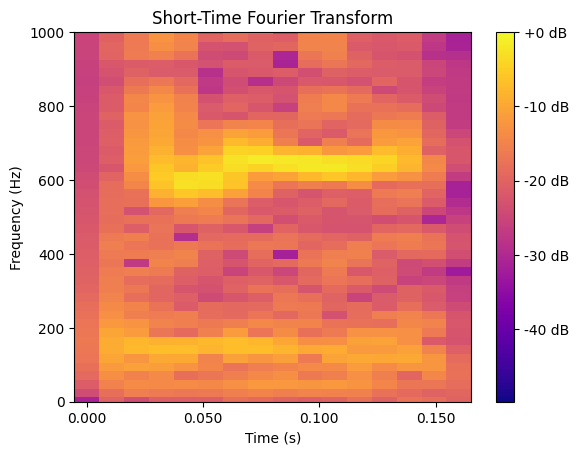 Short-Time Fourier Transform
Frequency (Hz)
1000
800
600
400
200
0
0.000
0.050
0.100
0.150
Time (s)
+0 dB
-10 dB
-20 dB
-30 dB
-40 dB